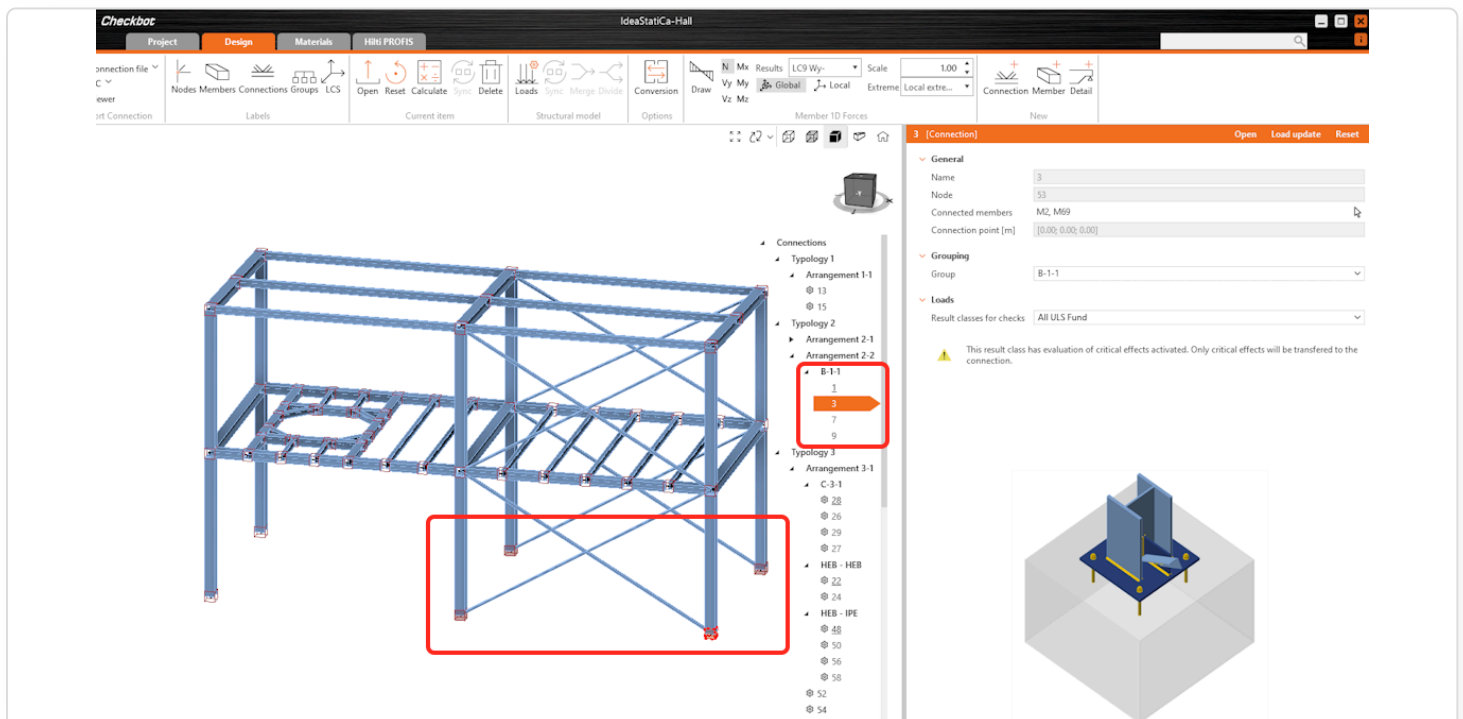 Checkbot
IdeaStatiCa-Hall
Project Design Materials Hilti PROFIS
onnection file
C
ewer
Nodes Members Connections Groups LCS
Open Reset Calculate Sync Delete
Loads Sync Merge Divide
Conversion
Draw
N Mx Results LC9 Wy- Scale 1.00
Vy My Global Local Extreme Local extre...
Vz Mz
Connection Member Detail
rt Connection Labels Current item Structural model Options Member 1D Forces New
3 [Connection] Open Load update Reset
General
Name 3
Node 53
Connected members M2, M69
Connection point [m] [0.00; 0.00; 0.00]
Grouping
Group B-1-1
Loads
Result classes for checks All ULS Fund
This result class has evaluation of critical effects activated. Only critical effects will be transfered to the
connection.
Connections
Typology 1
Arrangement 1-1
13
15
Typology 2
Arrangement 2-1
Arrangement 2-2
B-1-1
1
3
7
9
Typology 3
Arrangement 3-1
C-3-1
28
26
29
27
HEB - HEB
22
24
HEB - IPE
48
50
56
58
52
54